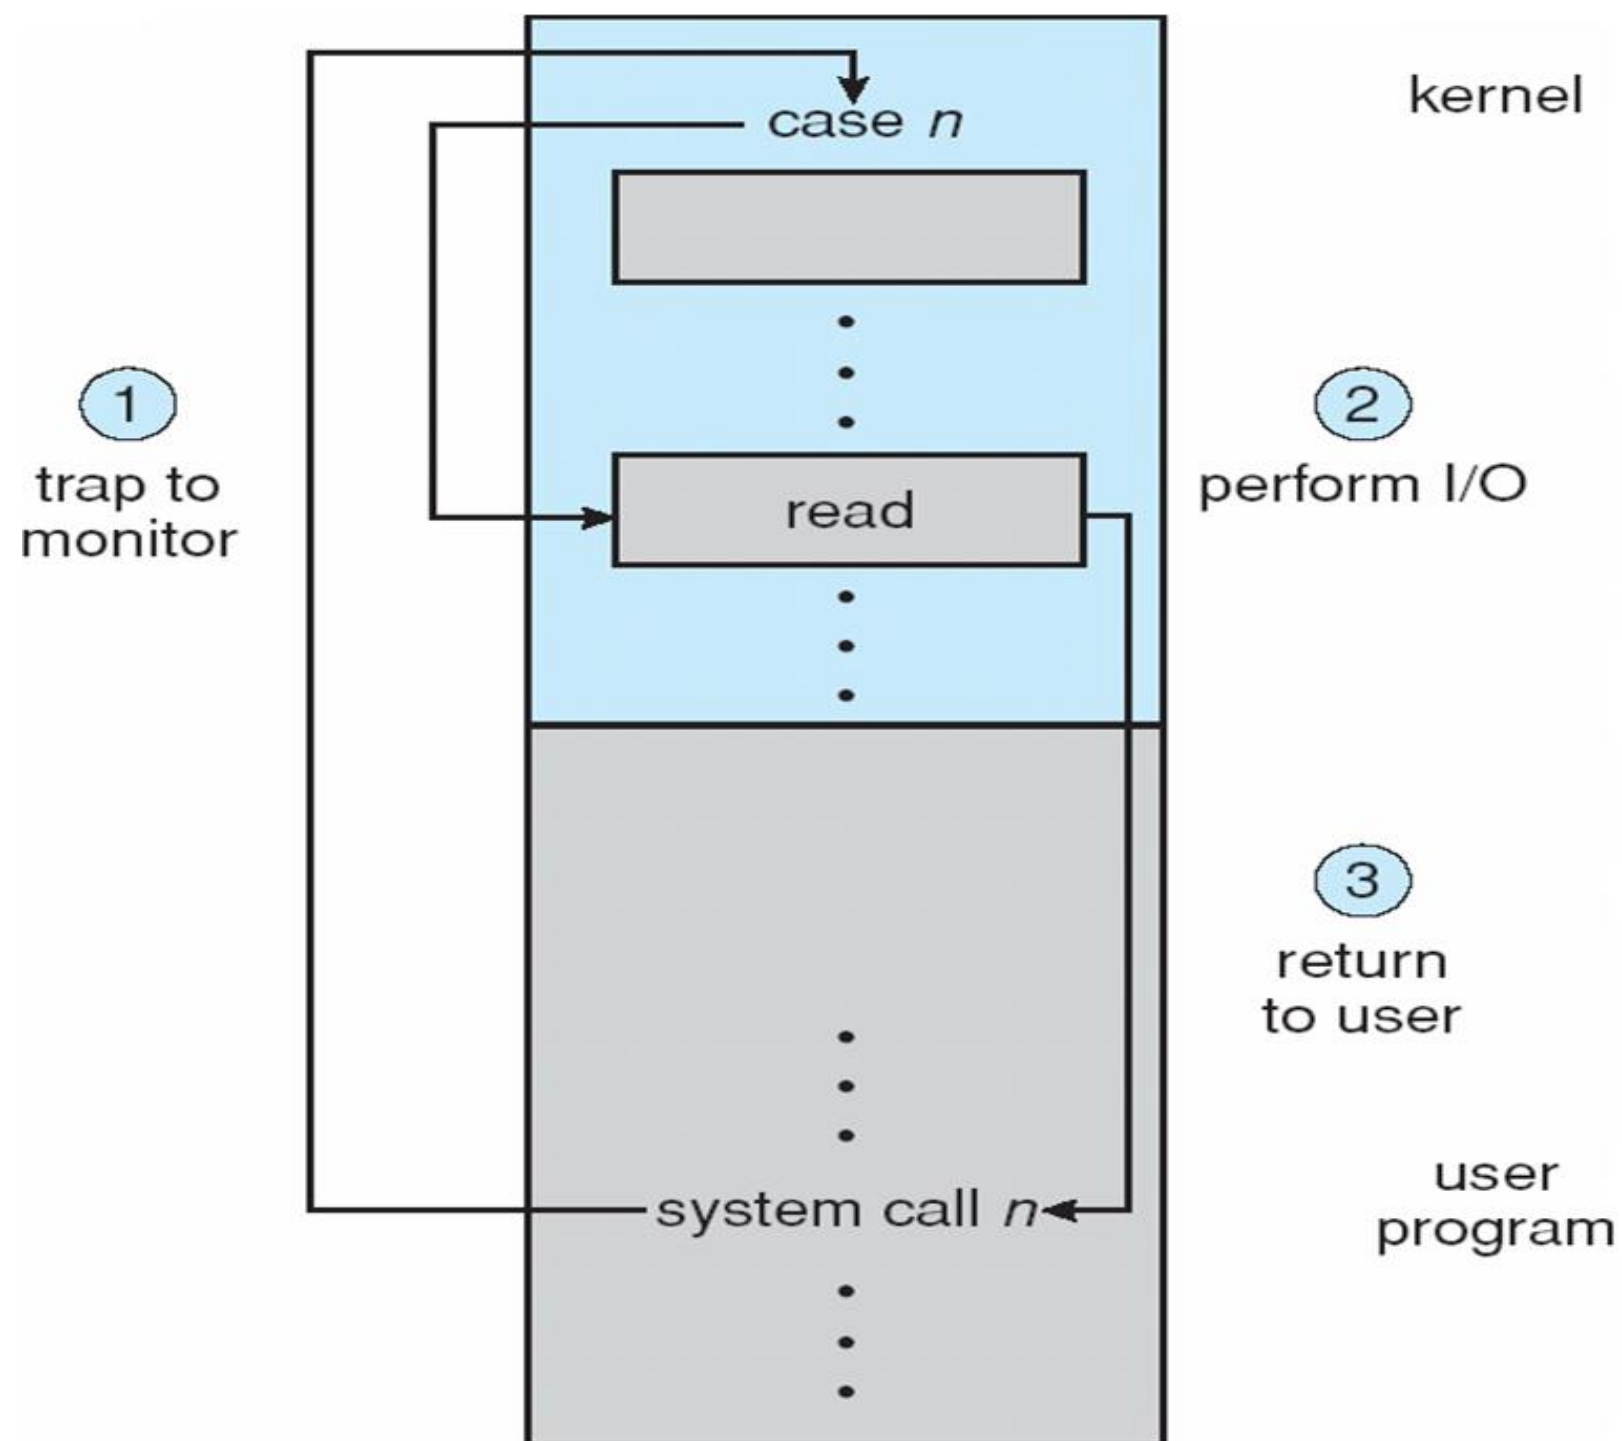 kernel
case n
1
trap to
monitor
2
perform I/O
read
3
return
to user
system call n
user
program